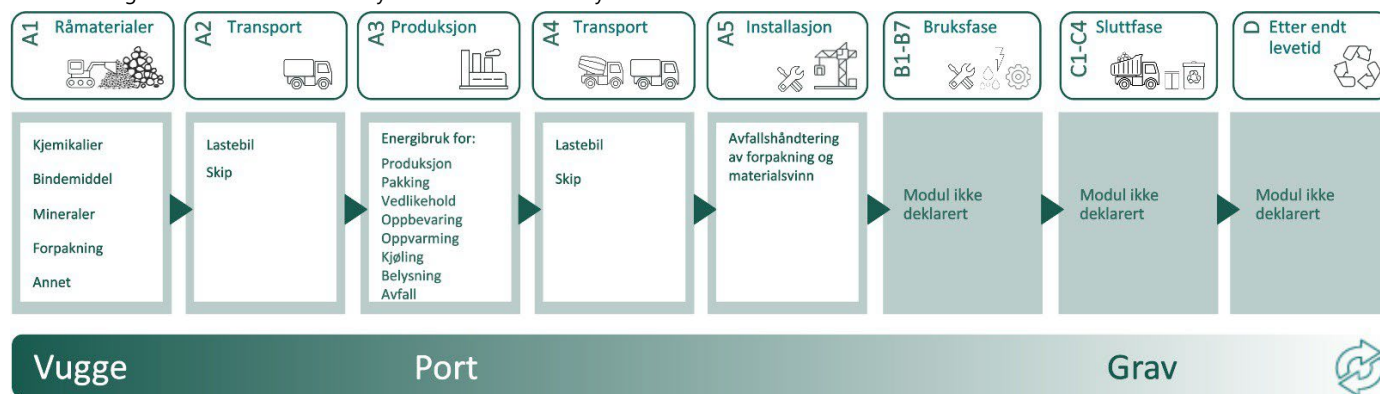 A1 Råmaterialer
A2 Transport
A3 Produksjon
A4 Transport
A5 Installasjon
B1-B7 Bruksfase
C1-C4 Sluttfase
D Etter endt
levetid
Kjemikalier
Bindemiddel
Mineraler
Forpakning
Annet
Lastebil
Skip
Energibruk for:
Produksjon
Pakking
Vedlikehold
Oppbevaring
Oppvarming
Kjøling
Belysning
Avfall
Lastebil
Skip
Avfallshåndtering
av forpakning og
materialsvinn
Modul ikke
deklarert
Modul ikke
deklarert
Modul ikke
deklarert
Vugge
Port
Grav